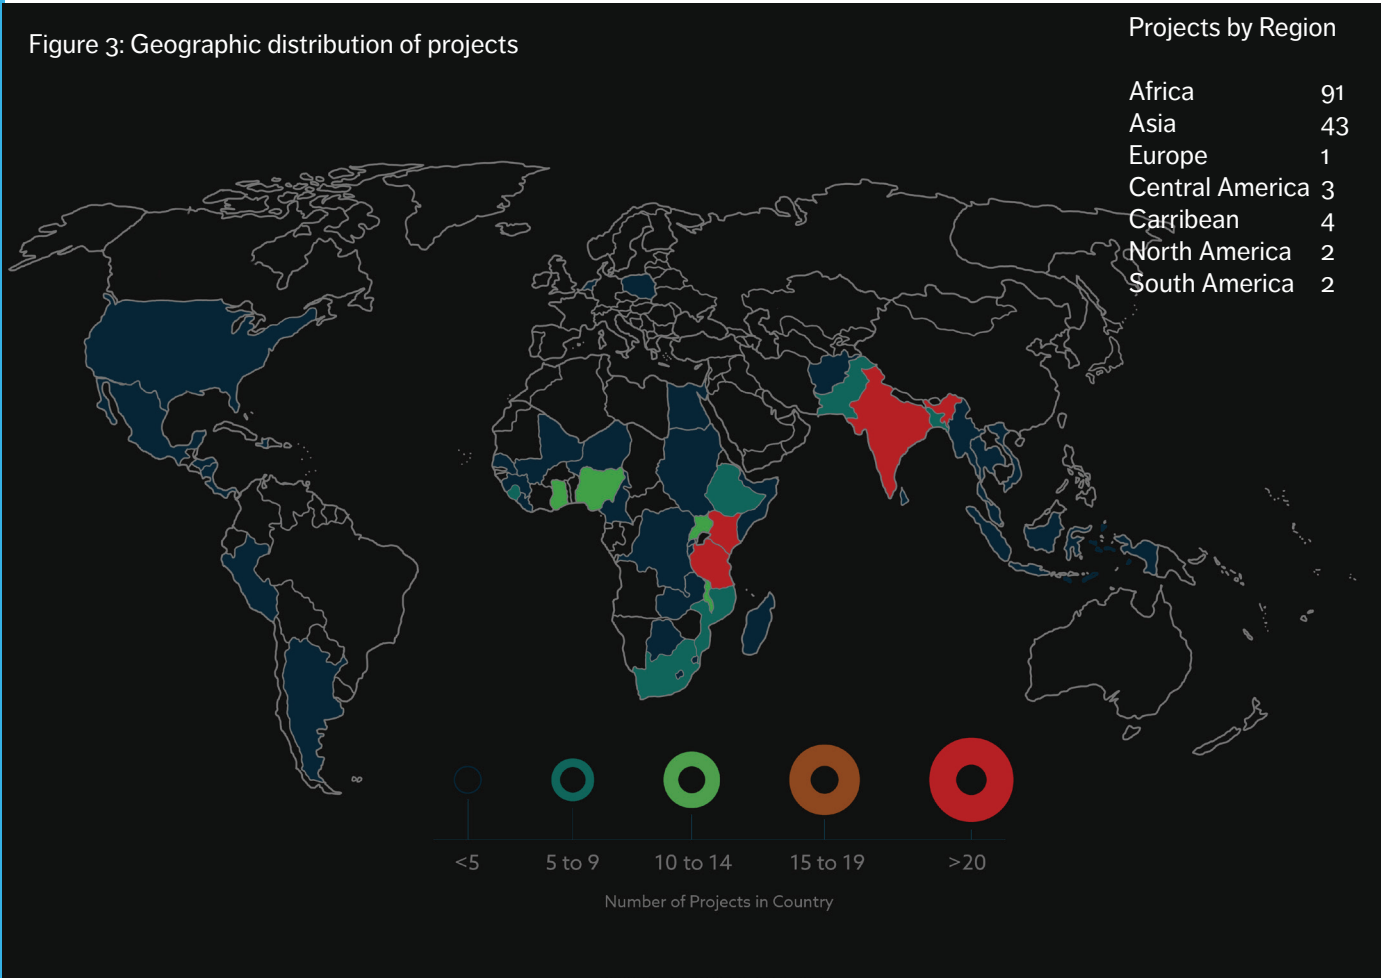 Figure 3: Geographic distribution of projects
Projects by Region
Africa 91
Asia 43
Europe 1
Central America 3
Carribean 4
North America 2
South America 2
<5 5 to 9 10 to 14 15 to 19 >20
Number of Projects in Country